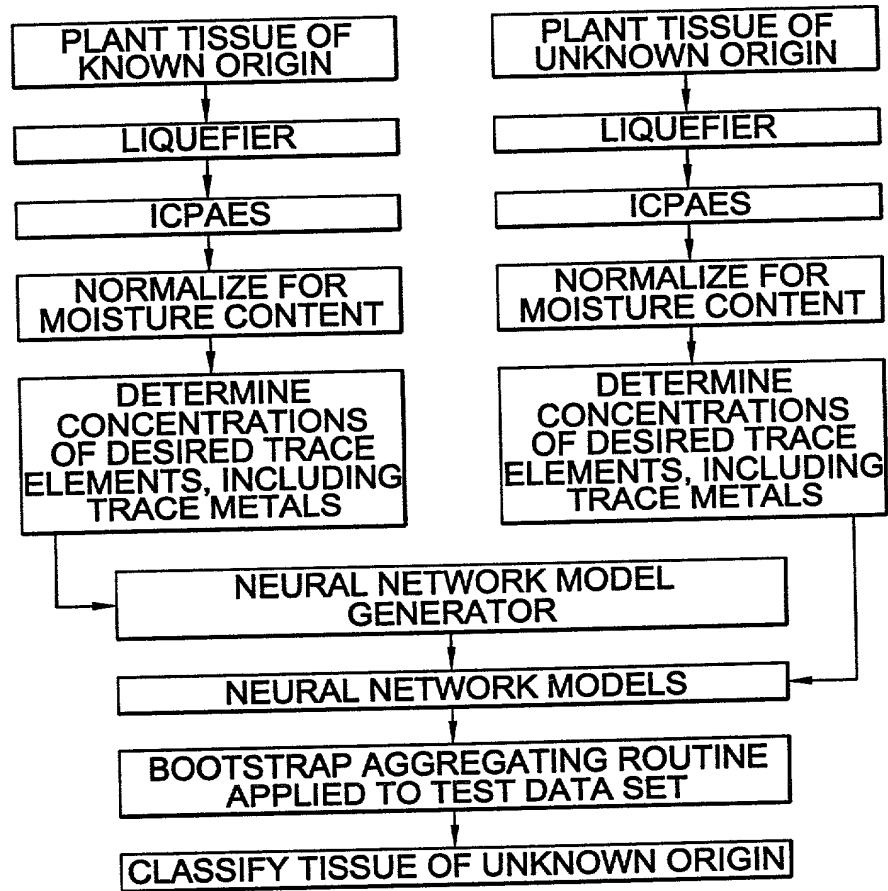 PLANT TISSUE OF
KNOWN ORIGIN
LIQUEFIER
ICPAES
NORMALIZE FOR
MOISTURE CONTENT
DETERMINE
CONCENTRATIONS
OF DESIRED TRACE
ELEMENTS, INCLUDING
TRACE METALS
PLANT TISSUE OF
UNKNOWN ORIGIN
LIQUEFIER
ICPAES
NORMALIZE FOR
MOISTURE CONTENT
DETERMINE
CONCENTRATIONS
OF DESIRED TRACE
ELEMENTS, INCLUDING
TRACE METALS
NEURAL NETWORK MODEL
GENERATOR
NEURAL NETWORK MODELS
BOOTSTRAP AGGREGATING ROUTINE
APPLIED TO TEST DATA SET
CLASSIFY TISSUE OF UNKNOWN ORIGIN